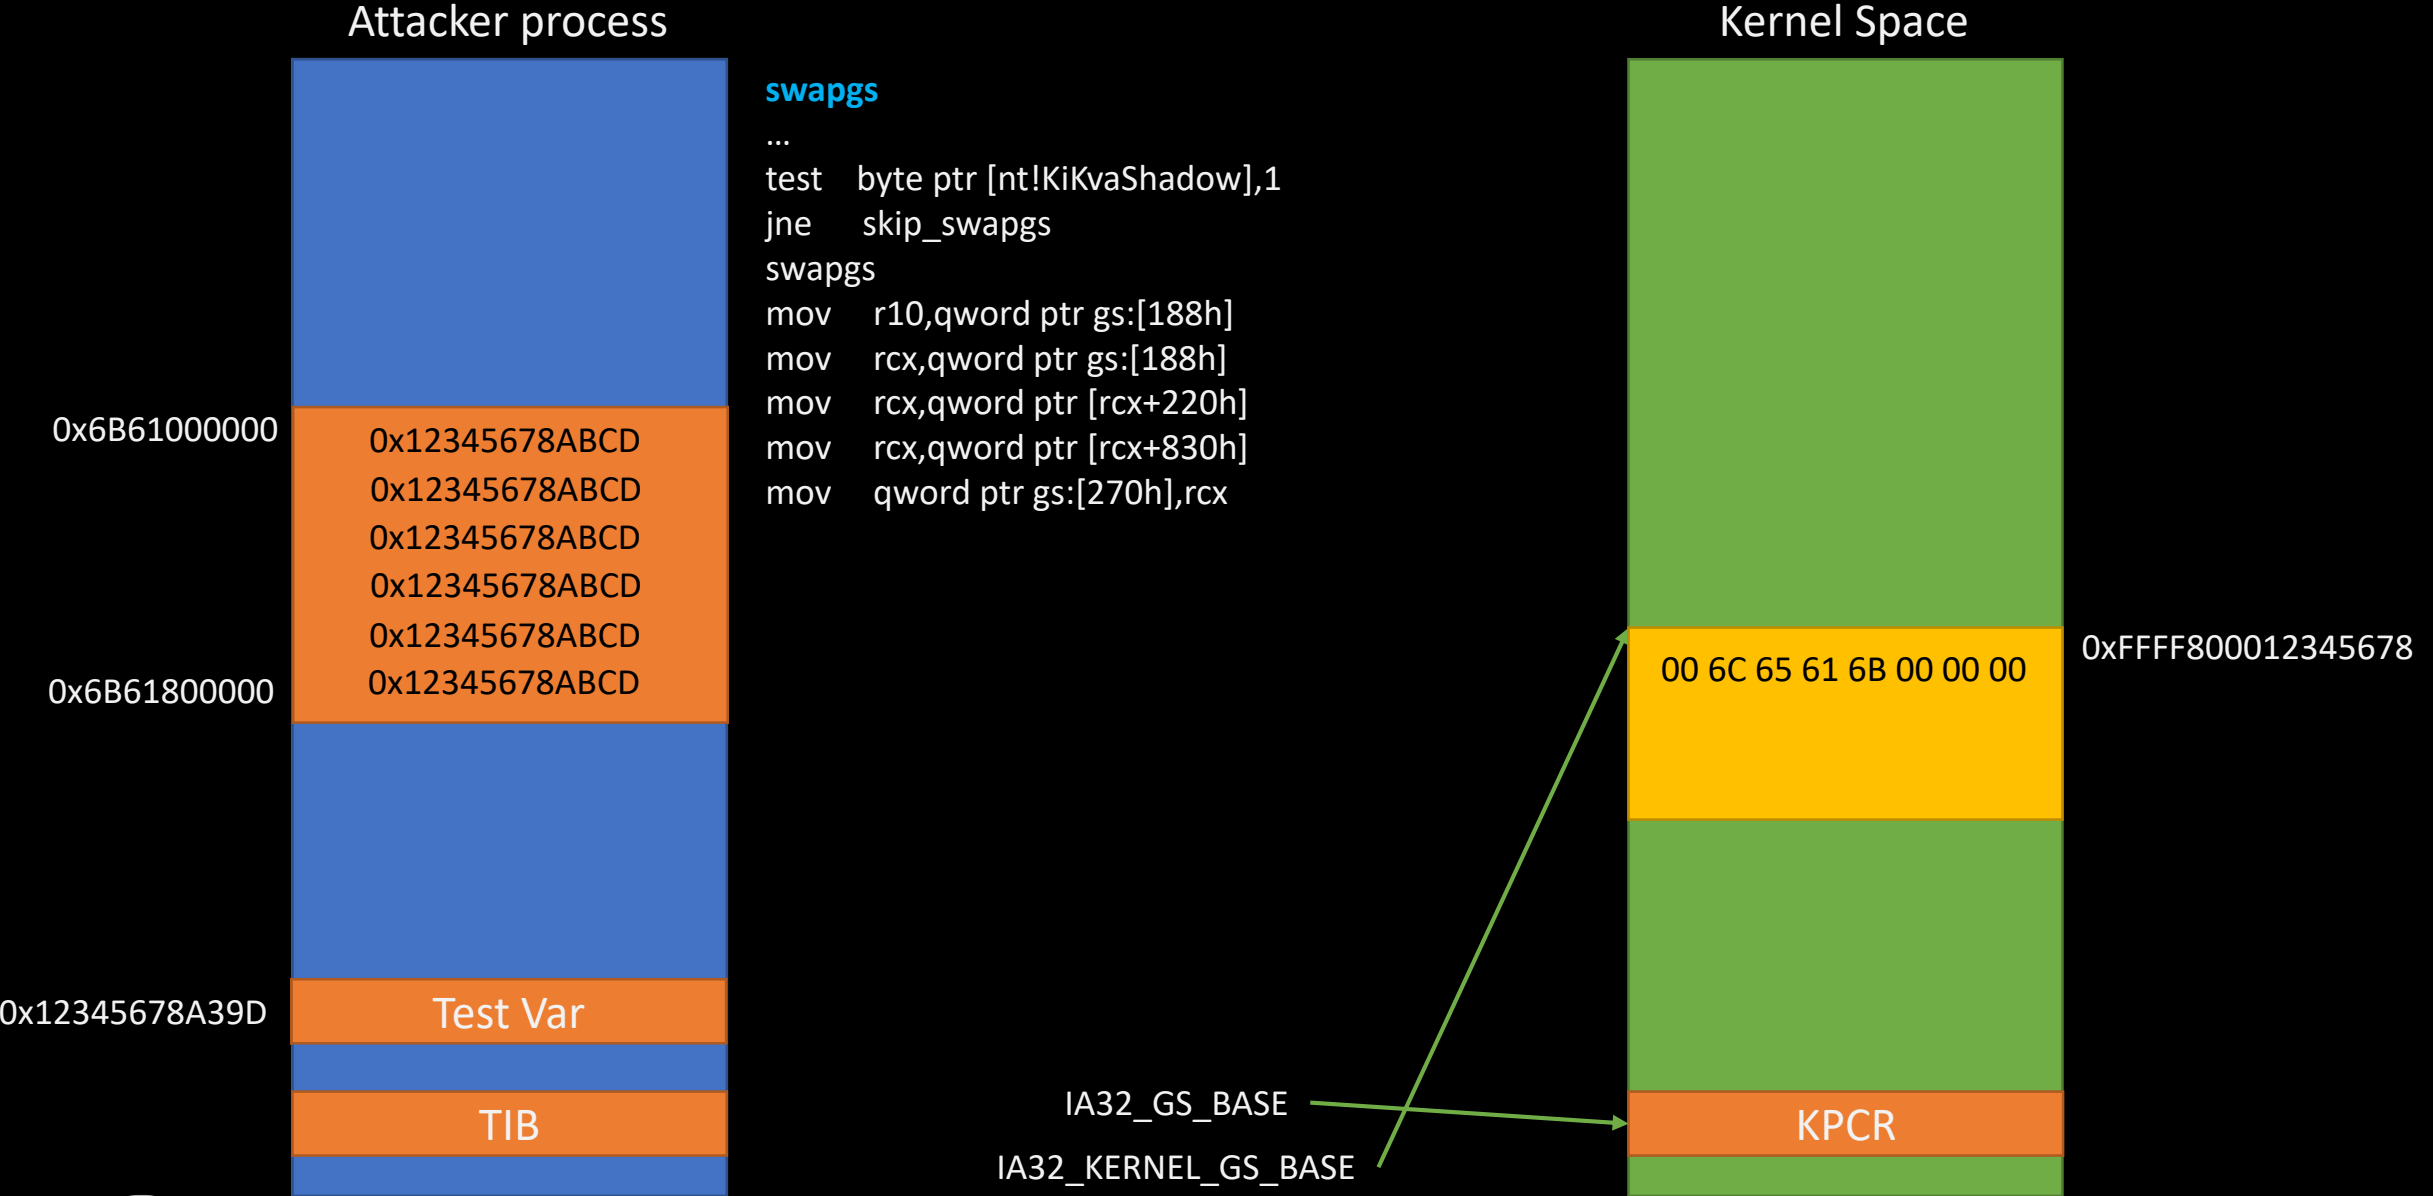 Attacker process
Kernel Space
swapgs
...
test byte ptr [nt!KiKvaShadow],1
jne skip_swapgs
swapgs
mov r10,qword ptr gs:[188h]
mov rcx,qword ptr gs:[188h]
mov rcx,qword ptr [rcx+220h]
mov rcx,qword ptr [rcx+830h]
mov qword ptr gs:[270h],rcx
0x6B61000000
0x12345678ABCD
0x12345678ABCD
0x12345678ABCD
0x12345678ABCD
0x12345678ABCD
0x12345678ABCD
0x6B61800000
0xFFFF800012345678
00 6C 65 61 6B 00 00 00
0x12345678A39D
Test Var
TIB
IA32_GS_BASE
IA32_KERNEL_GS_BASE
KPCR